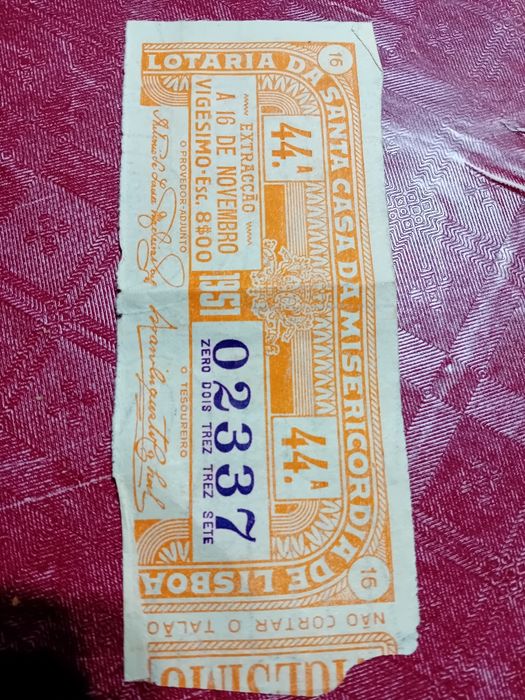 16
LOTARIA DA SANTA CASA DA MISERICORDIA DE LISBOA
16
44.ª
44.ª
EXTRACÇÃO
A 16 DE NOVEMBRO
VIGESIMO-Esc. 8$00
1951
O PROVEDOR-ADJUNTO
O TESOUREIRO
02337
ZERO DOIS TREZ TREZ SETE
NÃO CORTAR O TALÃO